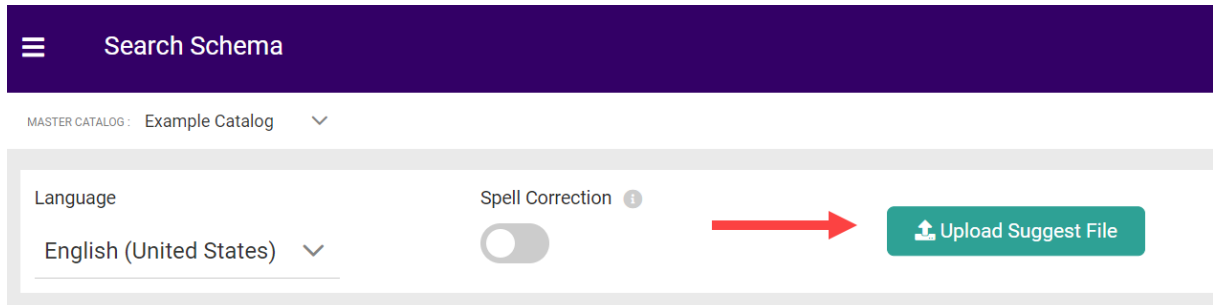 Search Schema
MASTER CATALOG : Example Catalog
Language
English (United States)
Spell Correction
Upload Suggest File